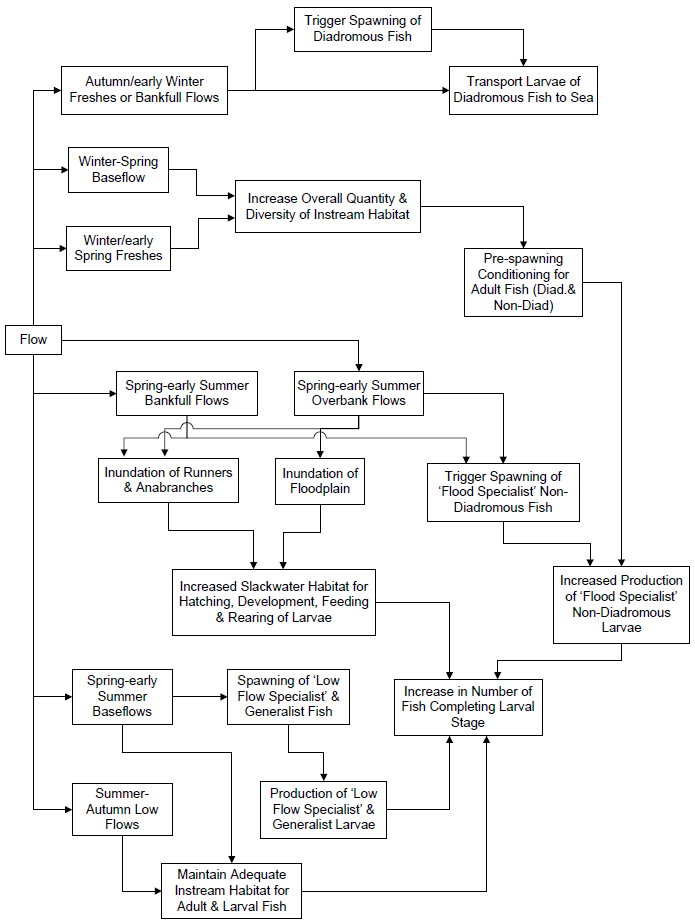 Trigger Spawning of
Diadromous Fish
Autumn/early Winter
Freshes or Bankfull Flows
Transport Larvae of
Diadromous Fish to Sea
Winter-Spring
Baseflow
Increase Overall Quantity &
Diversity of Instream Habitat
Winter/early
Spring Freshes
Pre-spawning
Conditioning for
Adult Fish (Diad.&
Non-Diad)
Flow
Spring-early Summer
Bankfull Flows
Spring-early Summer
Overbank Flows
Inundation of Runners
& Anabranches
Inundation of
Floodplain
Trigger Spawning of
‘Flood Specialist’ Non-
Diadromous Fish
Increased Slackwater Habitat for
Hatching, Development, Feeding
& Rearing of Larvae
Increased Production
of ‘Flood Specialist’
Non-Diadromous
Larvae
Spring-early
Summer
Baseflows
Spawning of ‘Low
Flow Specialist’ &
Generalist Fish
Increase in Number of
Fish Completing Larval
Stage
Summer-
Autumn Low
Flows
Production of ‘Low
Flow Specialist’ &
Generalist Larvae
Maintain Adequate
Instream Habitat for
Adult & Larval Fish